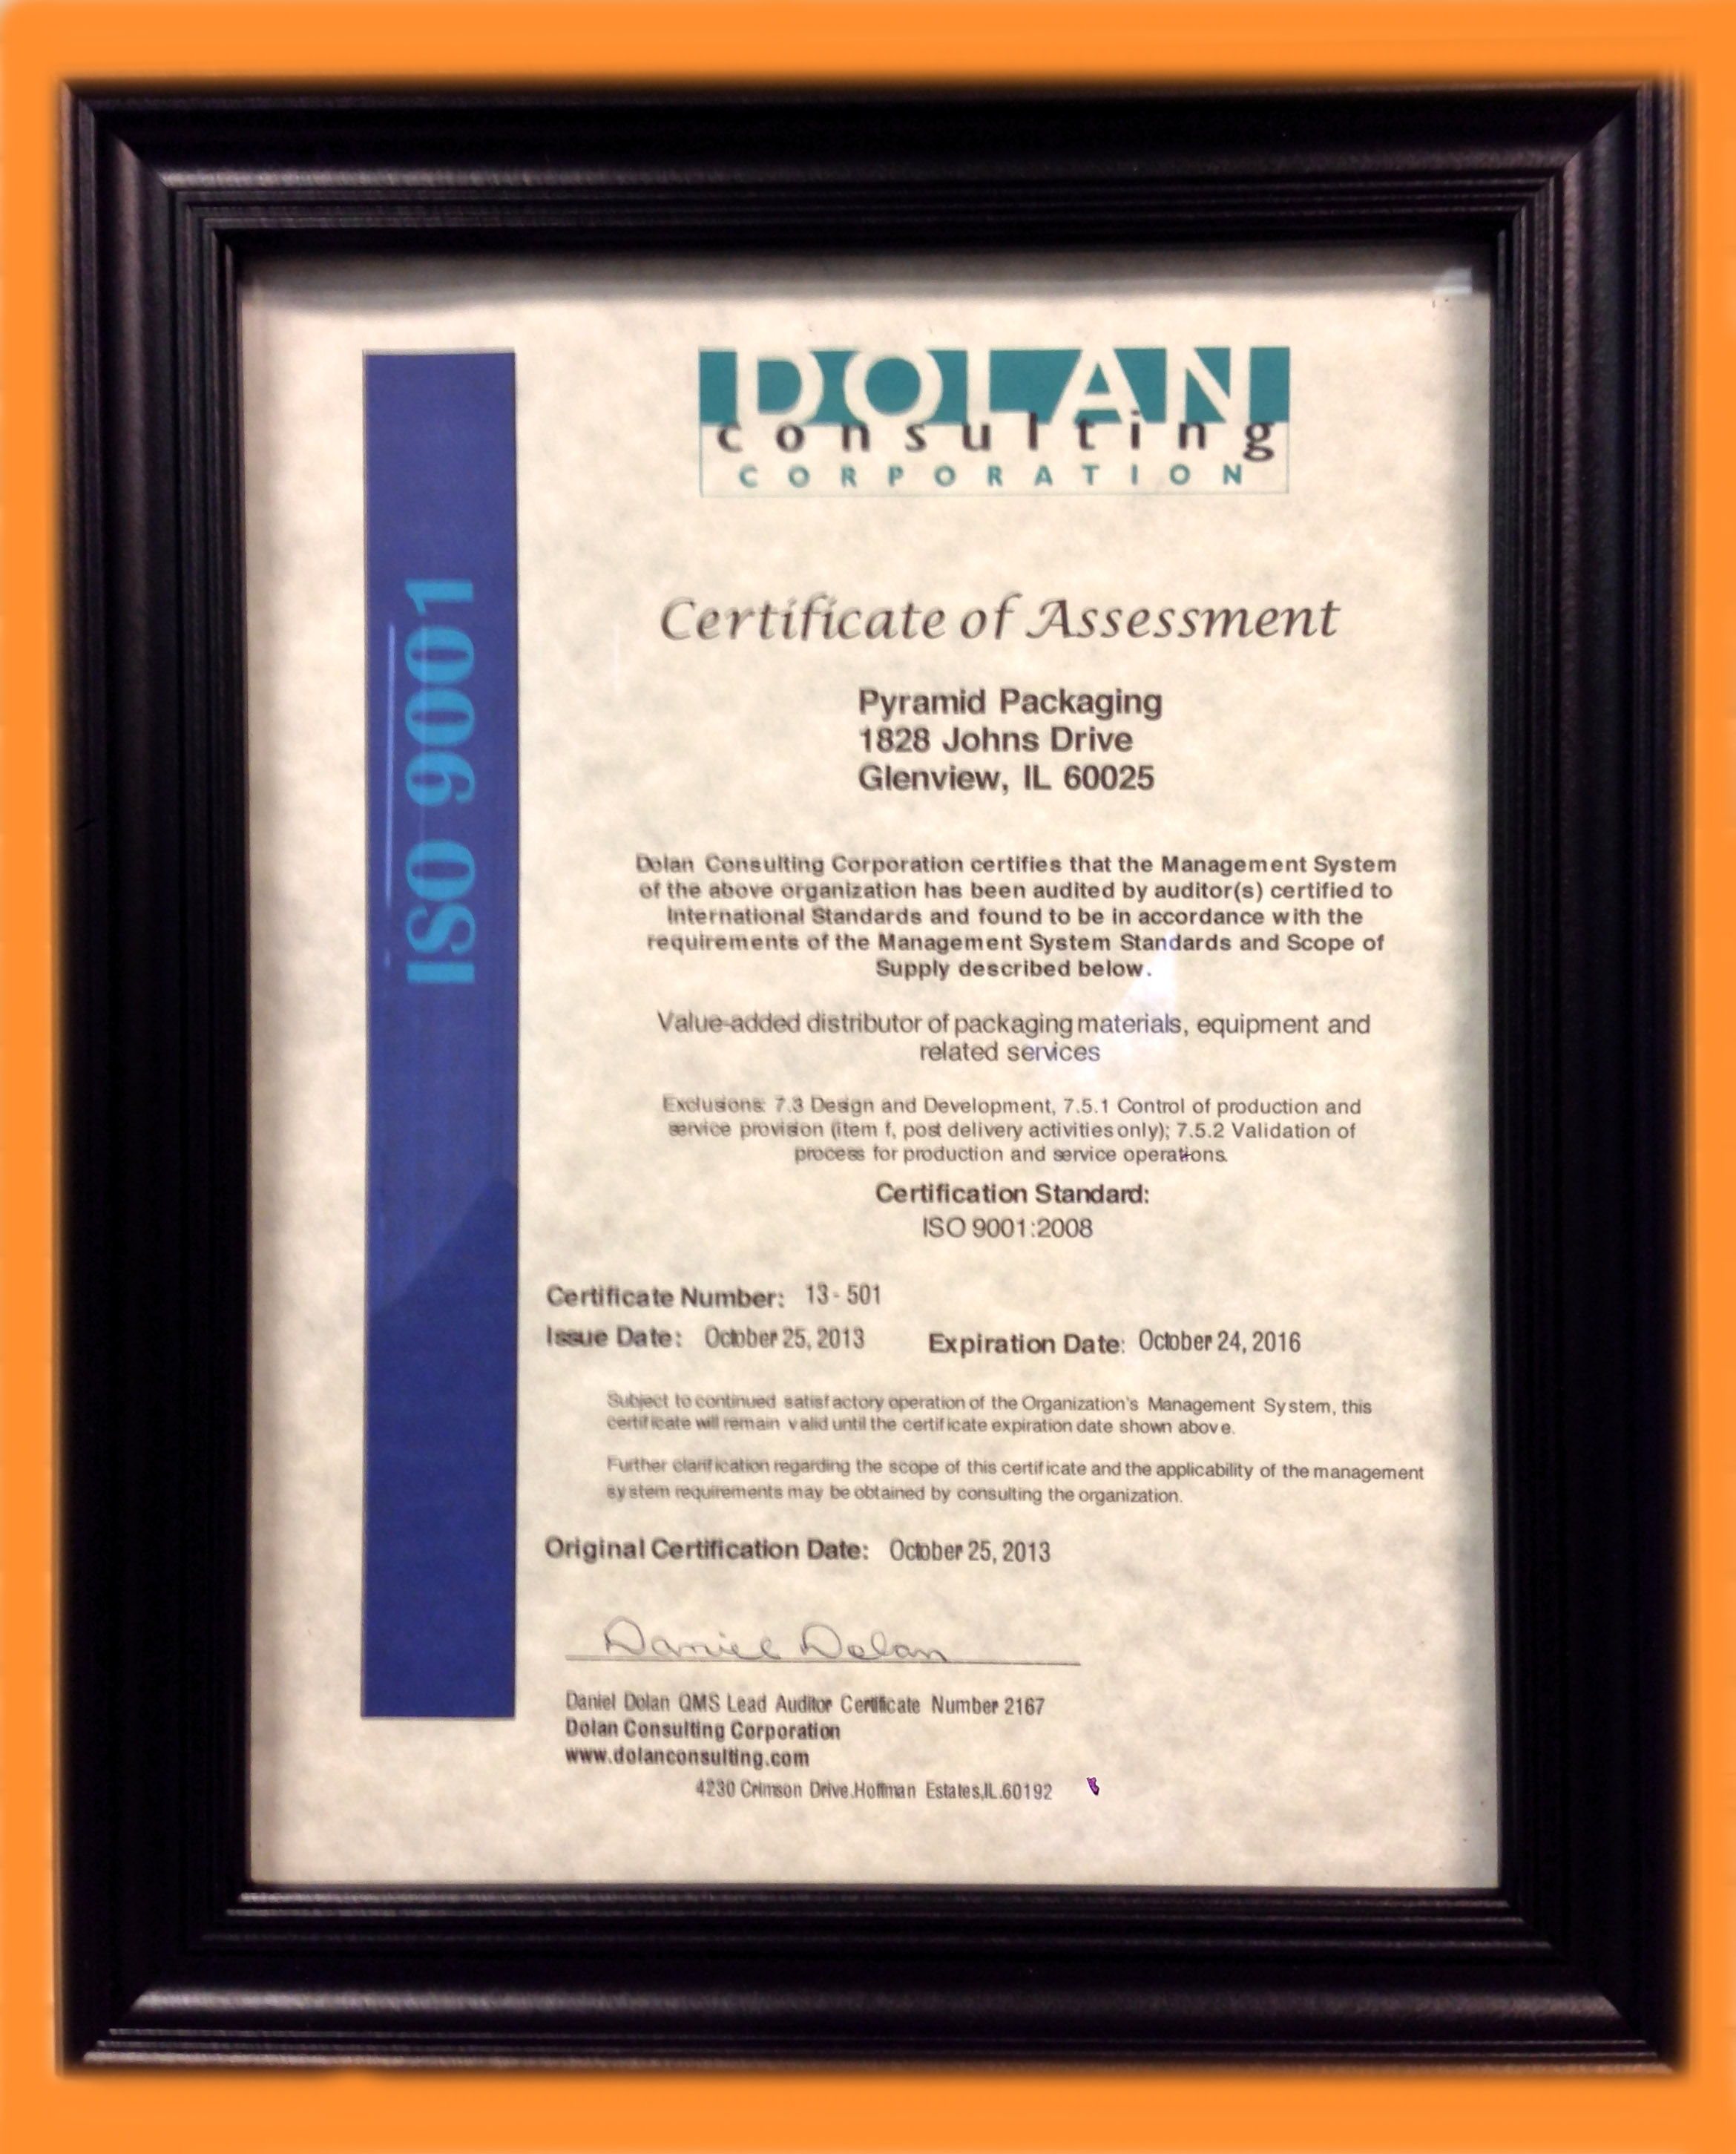 DOLAN
consulting
CORPORATION
ISO 9001
Certificate of Assessment
Pyramid Packaging
1828 Johns Drive
Glenview, IL 60025
Dolan Consulting Corporation certifies that the Management System
of the above organization has been audited by auditor(s) certified to
International Standards and found to be in accordance with the
requirements of the Management System Standards and Scope of
Supply described below.
Value-added distributor of packaging materials, equipment and
related services
Exclusions: 7.3 Design and Development, 7.5.1 Control of production and
service provision (item f, post delivery activities only); 7.5.2 Validation of
process for production and service operations.
Certification Standard:
ISO 9001:2008
Certificate Number: 13 - 501
Issue Date: October 25, 2013 Expiration Date: October 24, 2016
Subject to continued satisfactory operation of the Organization's Management System, this
certificate will remain valid until the certificate expiration date shown above.
Further clarification regarding the scope of this certificate and the applicability of the management
system requirements may be obtained by consulting the organization.
Original Certification Date: October 25, 2013
Daniel Dolan
Daniel Dolan QMS Lead Auditor Certificate Number 2167
Dolan Consulting Corporation
www.dolanconsulting.com
4230 Crimson Drive.Hoffman Estates,IL.60192